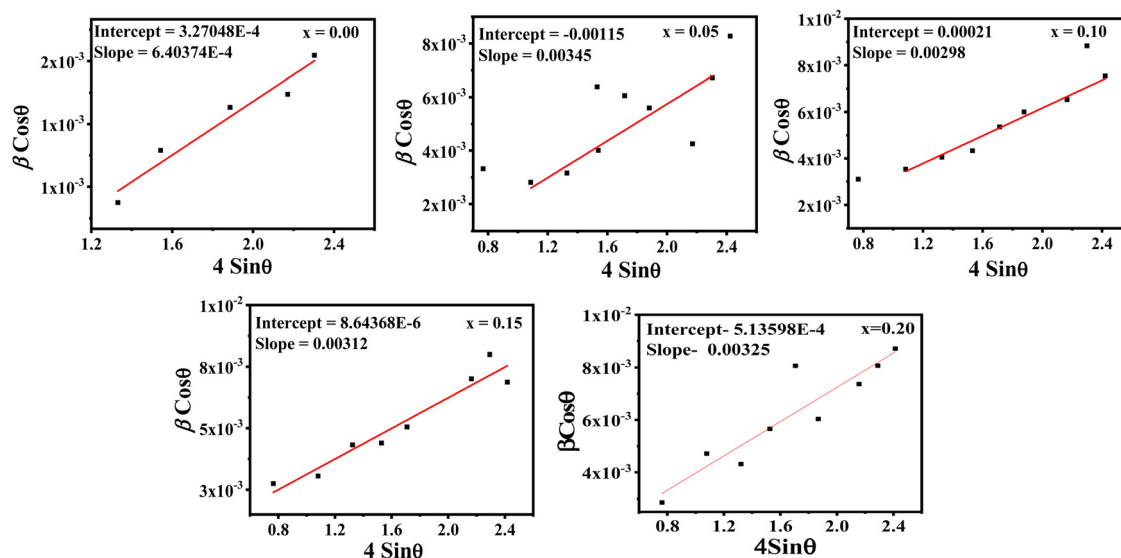 Intercept = 3.27048E-4 x = 0.00
Slope = 6.40374E-4
2x10⁻³
1x10⁻³
1x10⁻³
β Cosθ
1.2 1.6 2.0 2.4
4 Sinθ
Intercept = -0.00115 x = 0.05
Slope = 0.00345
8x10⁻³
6x10⁻³
4x10⁻³
2x10⁻³
β Cosθ
0.8 1.2 1.6 2.0 2.4
4 Sinθ
1x10⁻²
Intercept = 0.00021 x = 0.10
Slope = 0.00298
8x10⁻³
6x10⁻³
4x10⁻³
2x10⁻³
β Cosθ
0.8 1.2 1.6 2.0 2.4
4 Sinθ
1x10⁻²
Intercept = 8.64368E-6 x = 0.15
Slope = 0.00312
8x10⁻³
5x10⁻³
3x10⁻³
β Cosθ
0.8 1.2 1.6 2.0 2.4
4 Sinθ
1x10⁻²
Intercept- 5.13598E-4 x=0.20
Slope- 0.00325
8x10⁻³
6x10⁻³
4x10⁻³
βCosθ
0.8 1.2 1.6 2.0 2.4
4Sinθ